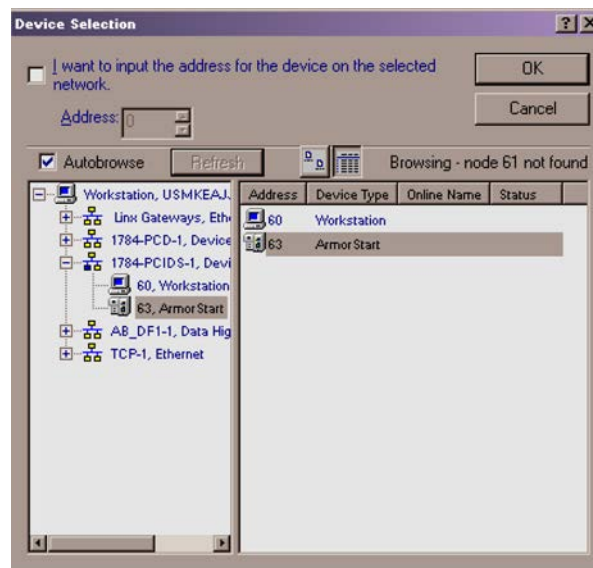 Device Selection
I want to input the address for the device on the selected
network.
OK
Address: 0
Cancel
Autobrowse
Refresh
Browsing - node 61 not found
Workstation, USMKEAJ
Linx Gateways, Eth
1784-PCD-1, Device
1784-PCIDS-1, Devi
60, Workstation
63, ArmorStart
AB_DF1-1, Data Hig
TCP-1, Ethernet
Address Device Type Online Name Status
60 Workstation
63 ArmorStart